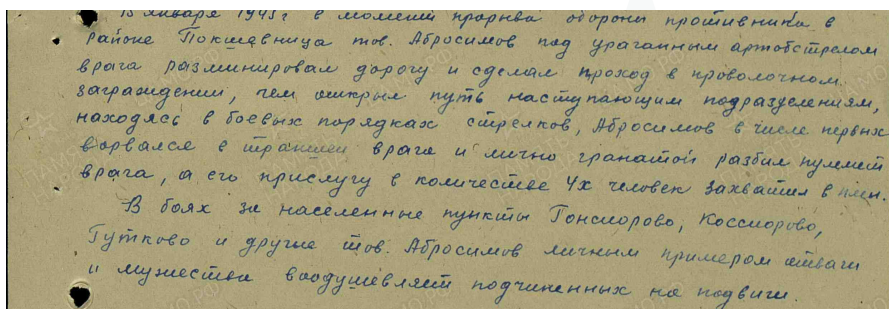 15 января 1945г в момент прорыва обороны противника в
районе Покшевница тов. Абросимов под ураганным артобстрелом
врага разминировал дорогу и сделал проход в проволочном
заграждении, чем открыл путь наступающим подразделениям,
находясь в боевых порядках стрелков, Абросимов в числе первых
ворвался в траншеи врага и лично гранатой разбил пулемет
врага, а его прислугу в количестве 4х человек захватил в плен.
В боях за населенные пункты Гонсиорово, Коссиорово,
Гутково и другие тов. Абросимов личным примером отваги
и мужества воодушевляет подчиненных на подвиги.